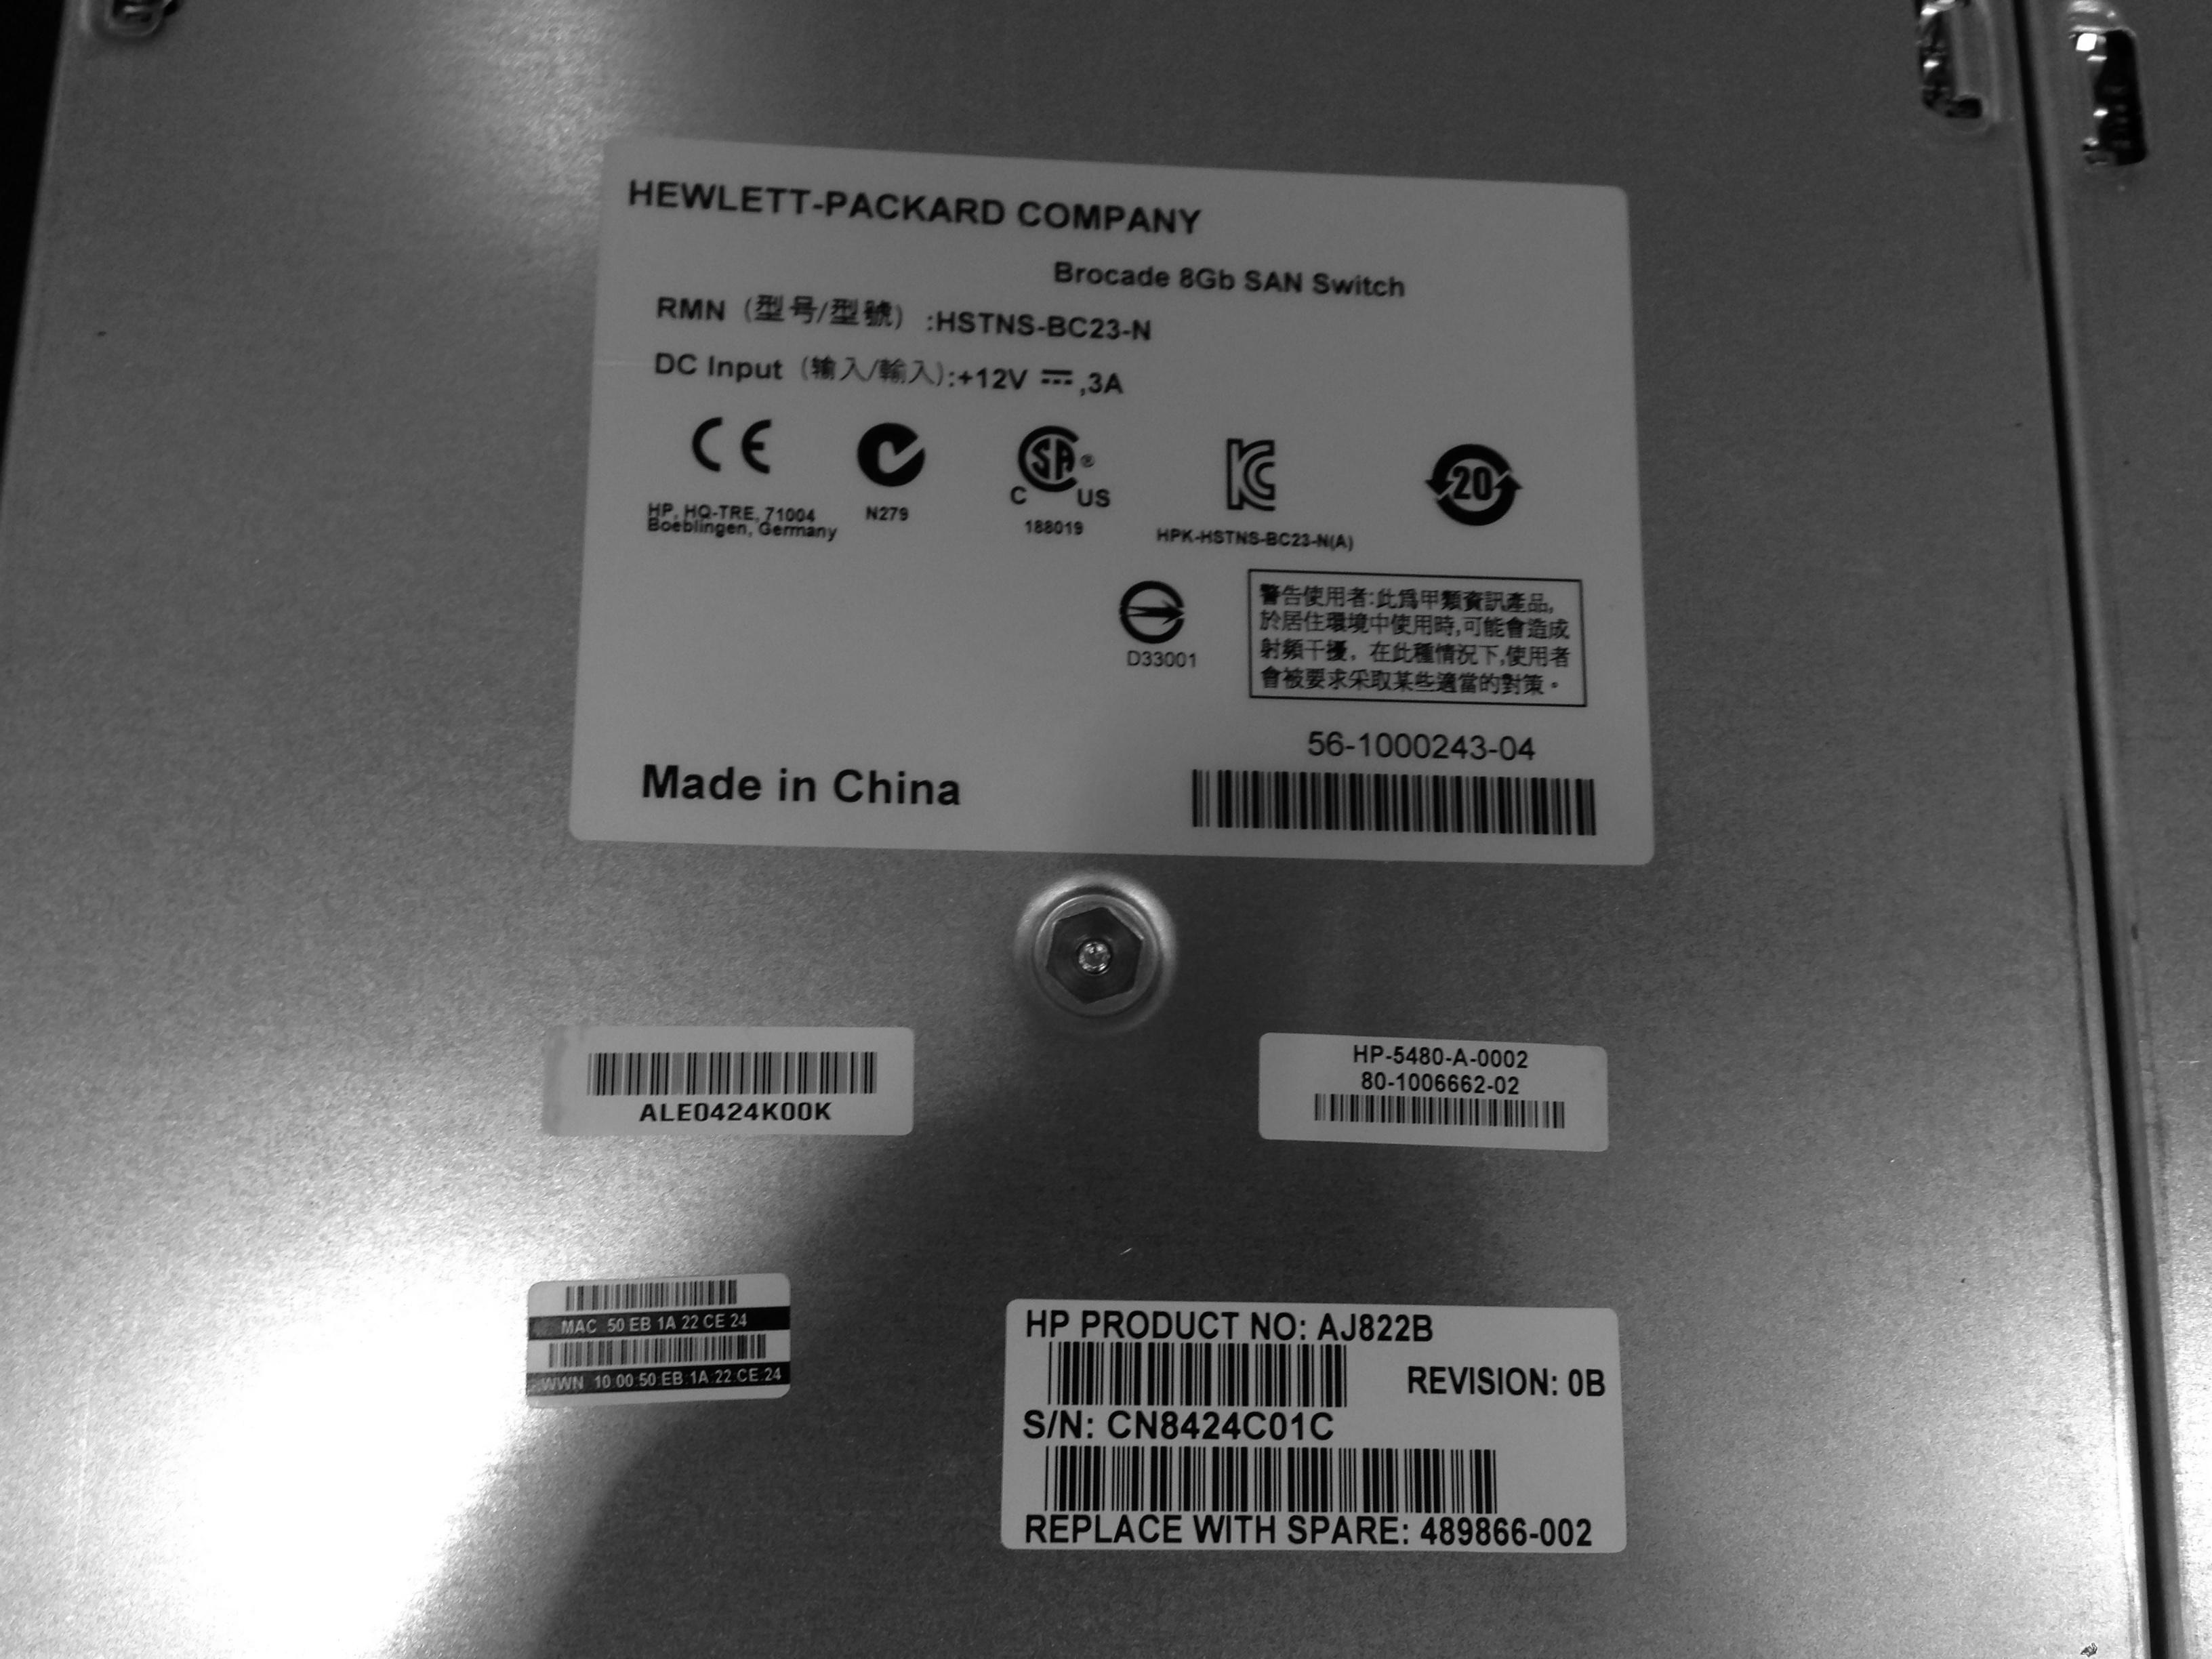 HEWLETT-PACKARD COMPANY
Brocade 8Gb SAN Switch
RMN (型号/型號) :HSTNS-BC23-N
DC Input (输入/輸入):+12V ⎓ ,3A
CE
HP, HQ-TRE, 71004
Boeblingen, Germany
N279
SA ®
C US
188019
KC
HPK-HSTNS-BC23-N(A)
20
D33001
警告使用者:此爲甲類資訊產品,
於居住環境中使用時,可能會造成
射頻干擾，在此種情況下,使用者
會被要求采取某些適當的對策。
56-1000243-04
Made in China
ALE0424K00K
HP-5480-A-0002
80-1006662-02
MAC 50 EB 1A 22 CE 24
WWN 10:00:50:EB:1A:22:CE:24
HP PRODUCT NO: AJ822B
REVISION: 0B
S/N: CN8424C01C
REPLACE WITH SPARE: 489866-002